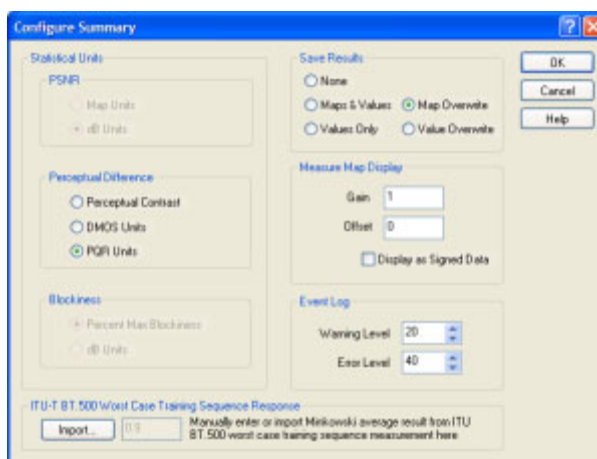 Configure Summary
Statistical Units
PSNR
Map Units
dB Units
Perceptual Difference
Perceptual Contrast
DMOS Units
PQR Units
Blockiness
Percent Max Blockiness
dB Units
Save Results
None
Maps & Values
Map Overwrite
Values Only
Value Overwrite
Measure Map Display
Gain 1
Offset 0
Display as Signed Data
Event Log
Warning Level 20
Error Level 40
OK
Cancel
Help
ITU-T BT.500 Worst Case Training Sequence Response
Import... 0.9 Manually enter or import Minkowski average result from ITU
BT.500 worst case training sequence measurement here